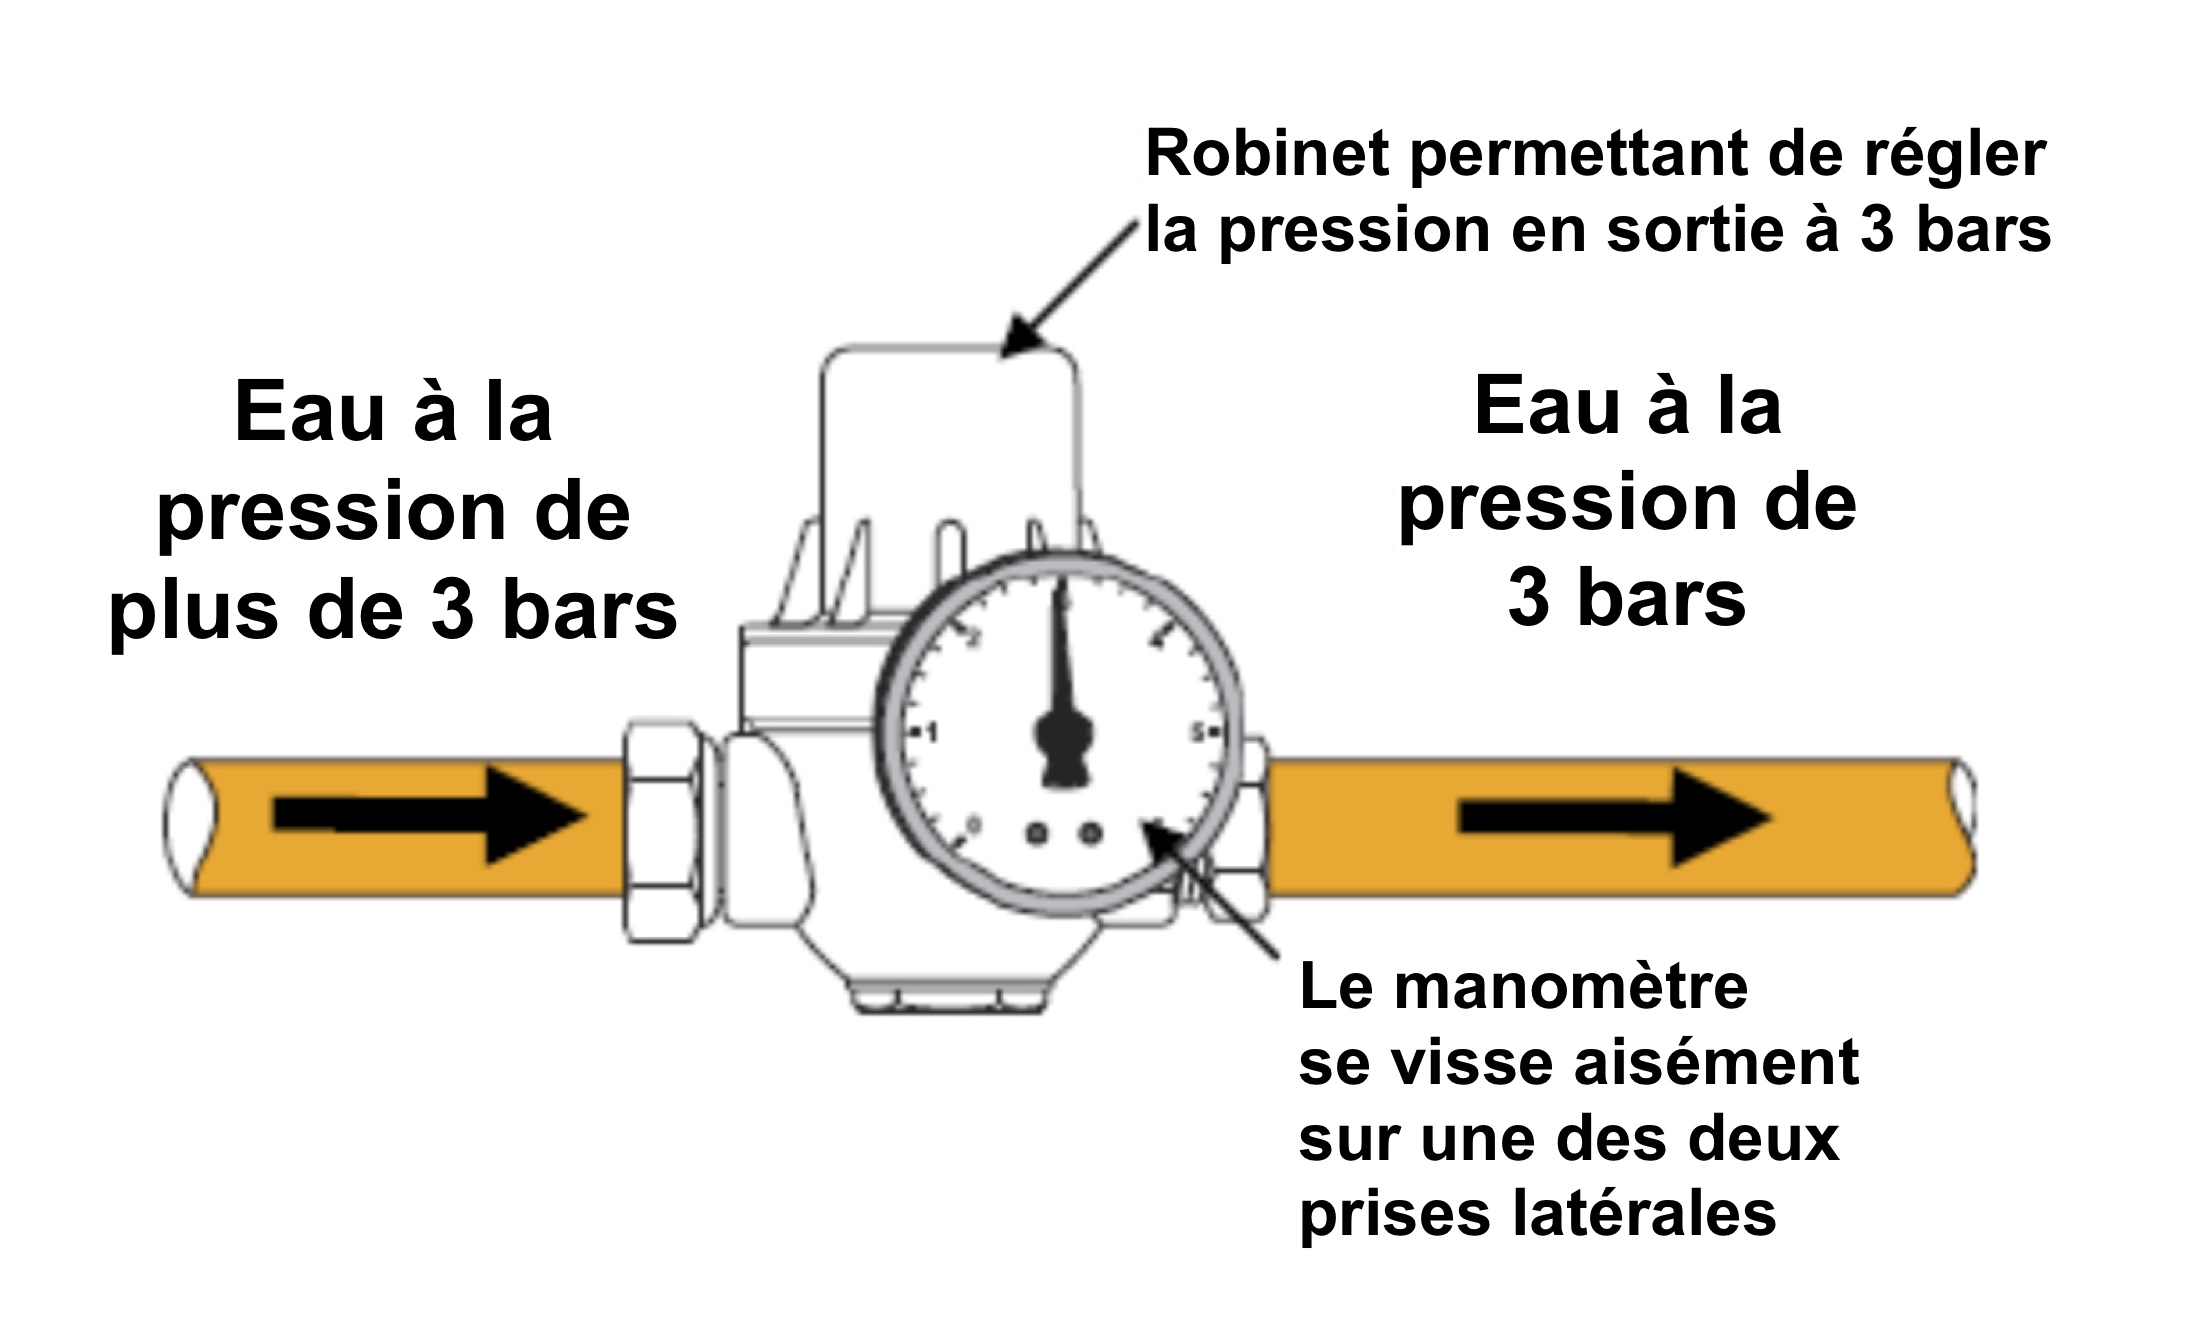 Robinet permettant de régler
la pression en sortie à 3 bars
Eau à la
pression de
plus de 3 bars
Eau à la
pression de
3 bars
2
4
1
5
0
Le manomètre
se visse aisément
sur une des deux
prises latérales